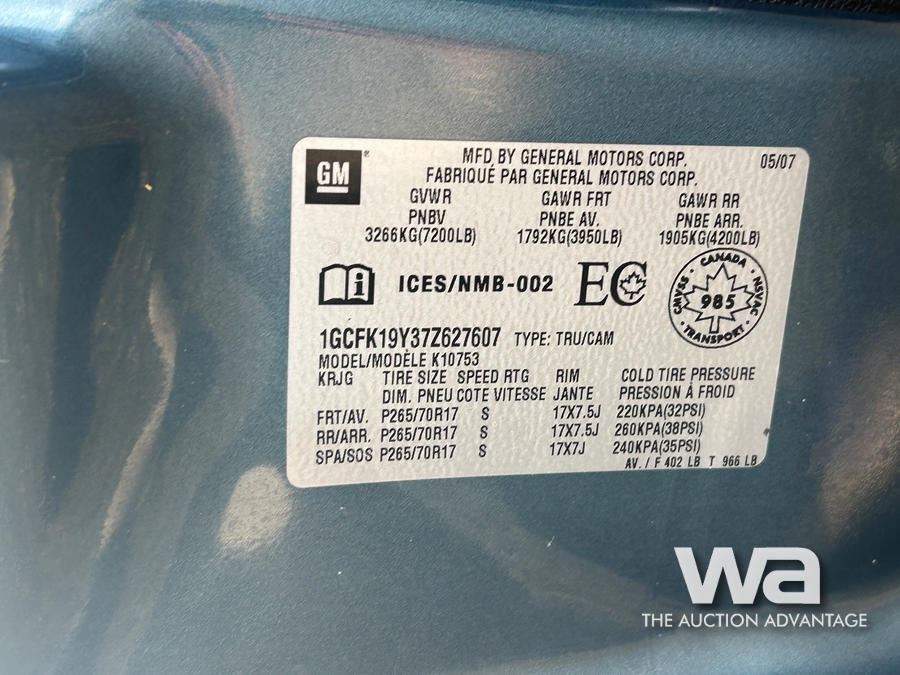 GM
MFD BY GENERAL MOTORS CORP. 05/07
FABRIQUÉ PAR GENERAL MOTORS CORP.
GVWR GAWR FRT GAWR RR
PNBV PNBE AV. PNBE ARR.
3266KG(7200LB) 1792KG(3950LB) 1905KG(4200LB)
ICES/NMB-002 EC
CANADA
CMVSS 985 NSVAC
TRANSPORT
1GCFK19Y37Z627607 TYPE: TRU/CAM
MODEL/MODÈLE K10753
KRJG TIRE SIZE SPEED RTG RIM COLD TIRE PRESSURE
DIM. PNEU COTE VITESSE JANTE PRESSION À FROID
FRT/AV. P265/70R17 S 17X7.5J 220KPA(32PSI)
RR/ARR. P265/70R17 S 17X7.5J 260KPA(38PSI)
SPA/SOS P265/70R17 S 17X7J 240KPA(35PSI)
AV. / F 402 LB T 966 LB
wa
THE AUCTION ADVANTAGE